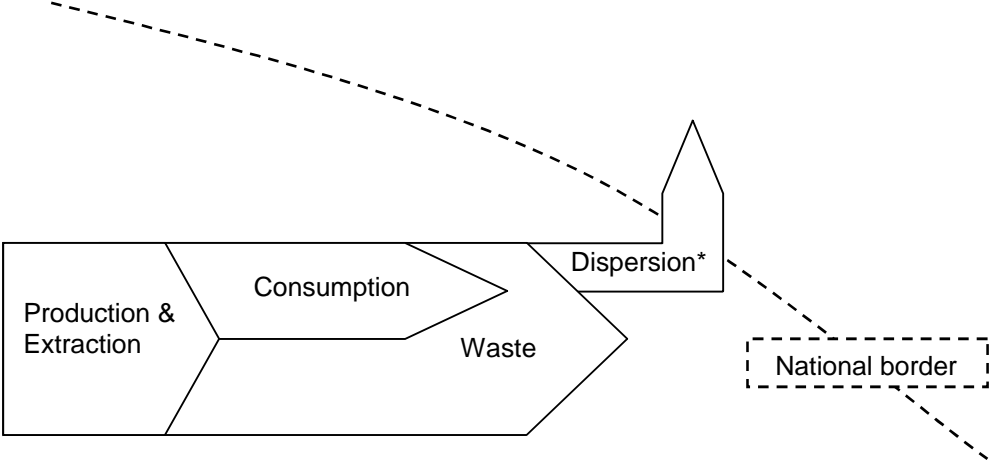 Dispersion*
Consumption
Production &
Extraction
Waste
National border